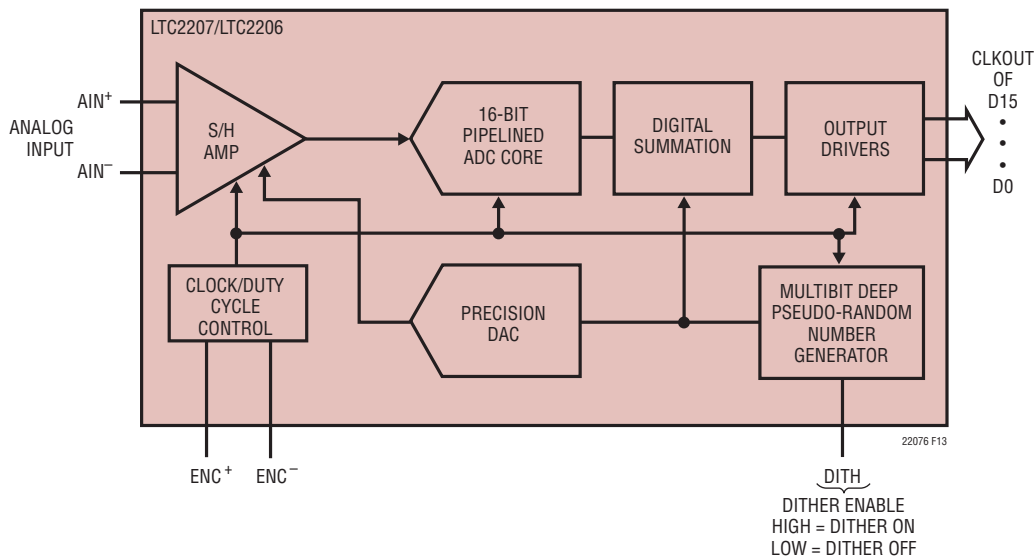 LTC2207/LTC2206
AIN+
ANALOG
INPUT
AIN−
S/H
AMP
16-BIT
PIPELINED
ADC CORE
DIGITAL
SUMMATION
OUTPUT
DRIVERS
CLKOUT
OF
D15
•
•
•
D0
CLOCK/DUTY
CYCLE
CONTROL
PRECISION
DAC
MULTIBIT DEEP
PSEUDO-RANDOM
NUMBER
GENERATOR
22076 F13
ENC+
ENC−
DITH
DITHER ENABLE
HIGH = DITHER ON
LOW = DITHER OFF